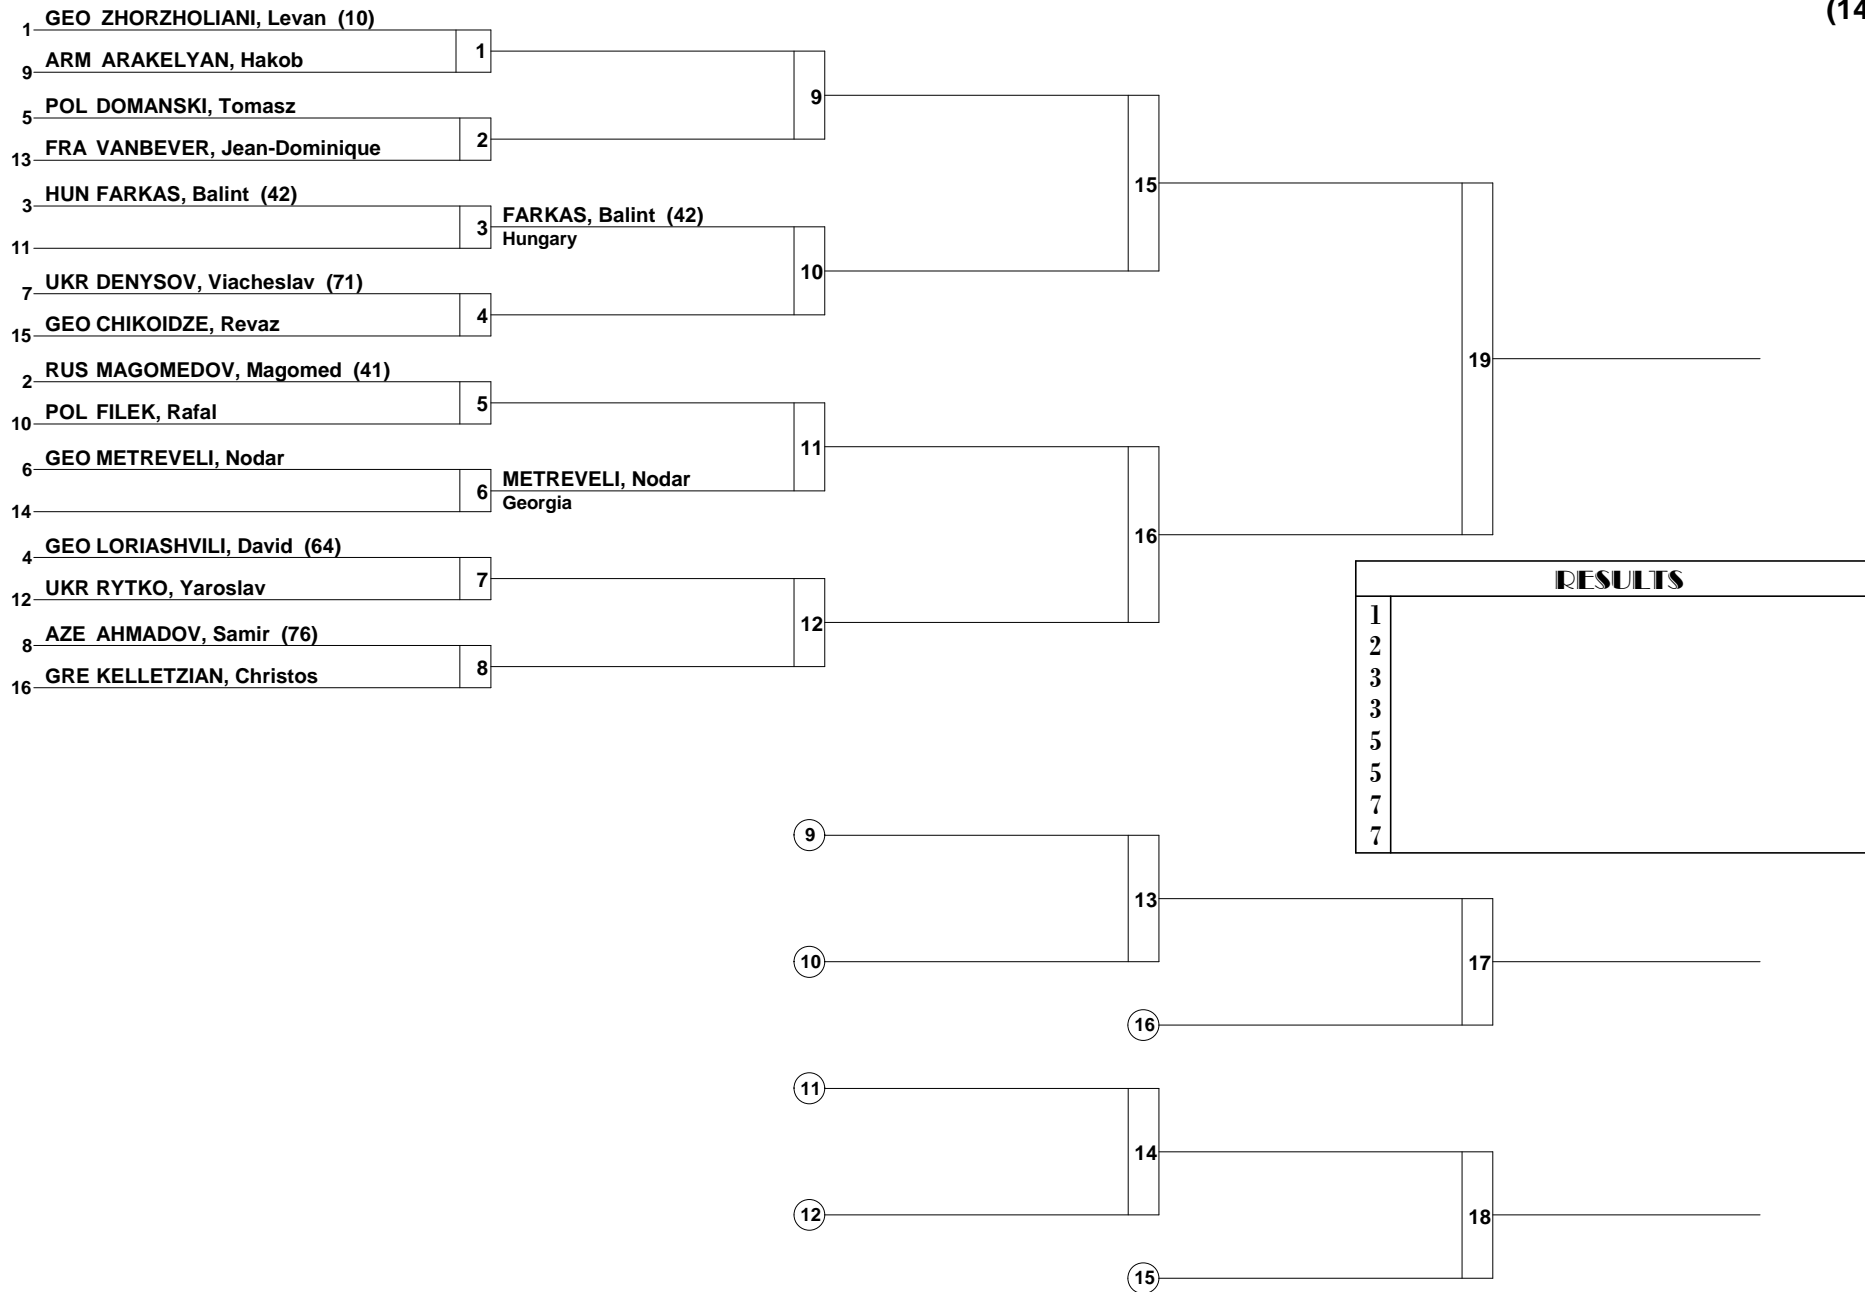 (14
1 GEO ZHORZHOLIANI, Levan (10)
1
9 ARM ARAKELYAN, Hakob
9
5 POL DOMANSKI, Tomasz
2
13 FRA VANBEVER, Jean-Dominique
15
3 HUN FARKAS, Balint (42)
3 FARKAS, Balint (42)
Hungary
11
10
7 UKR DENYSOV, Viacheslav (71)
4
15 GEO CHIKOIDZE, Revaz
19
2 RUS MAGOMEDOV, Magomed (41)
5
10 POL FILEK, Rafal
11
6 GEO METREVELI, Nodar
6 METREVELI, Nodar
Georgia
14
16
4 GEO LORIASHVILI, David (64)
7
12 UKR RYTKO, Yaroslav
12
8 AZE AHMADOV, Samir (76)
8
16 GRE KELLETZIAN, Christos
RESULTS
1
2
3
3
5
5
7
7
9
13
10
17
16
11
14
12
18
15